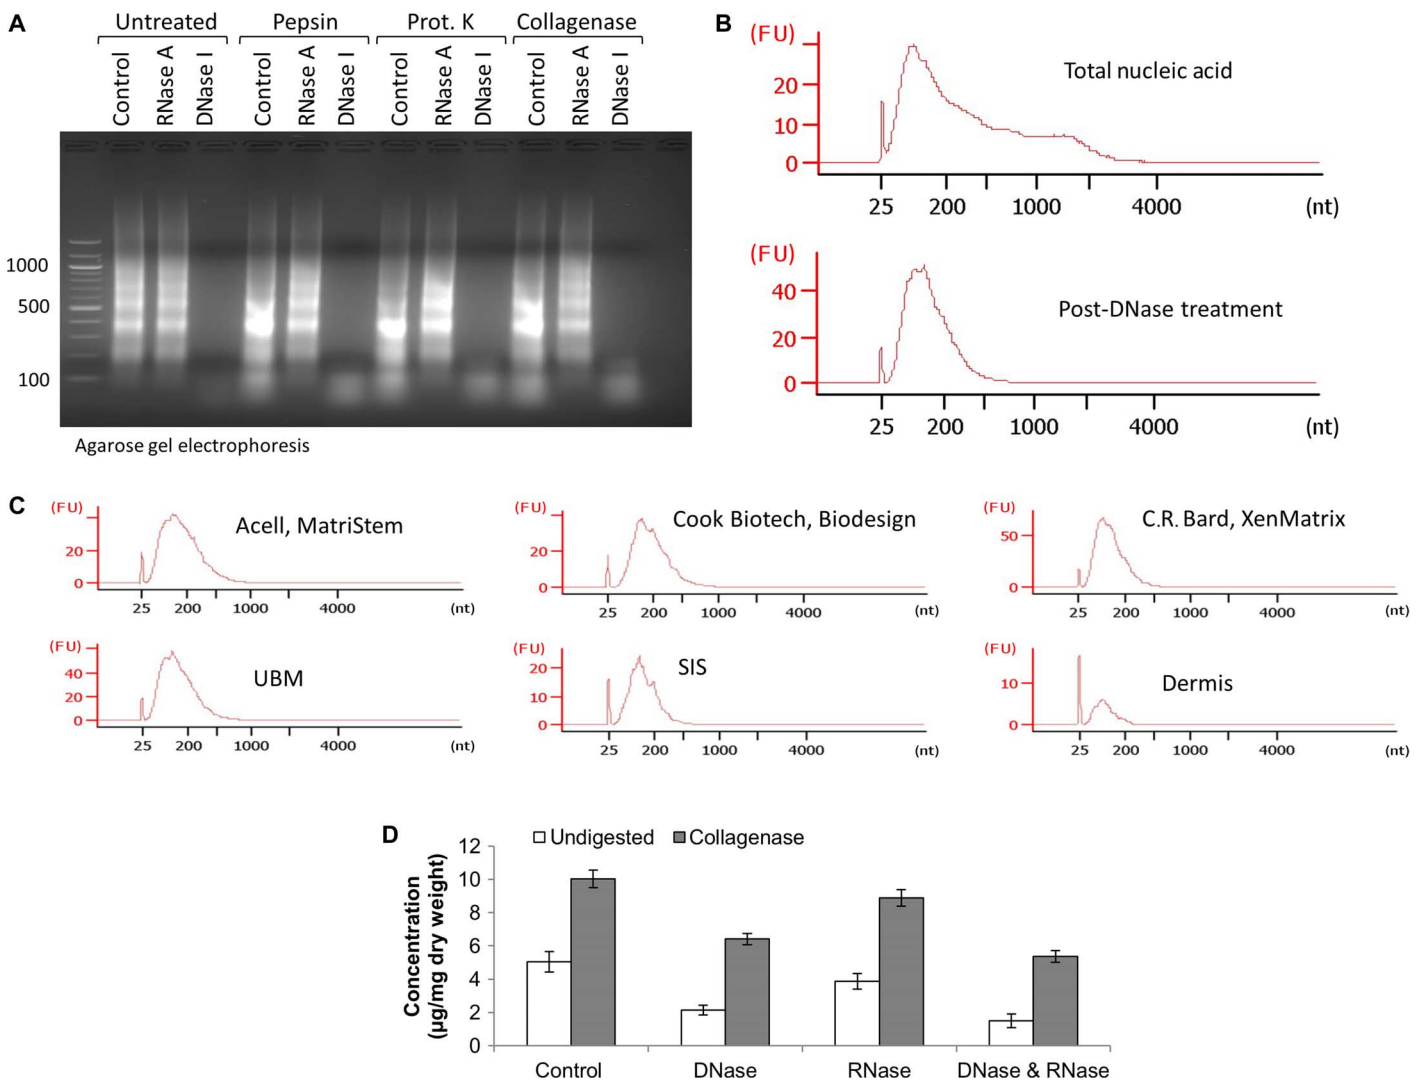 A
Untreated Pepsin Prot. K Collagenase
Control RNase A DNase I Control RNase A DNase I Control RNase A DNase I Control RNase A DNase I
1000
500
100
Agarose gel electrophoresis
B
(FU)
Total nucleic acid
20
10
0
25 200 1000 4000 (nt)
(FU)
Post-DNase treatment
40
20
0
25 200 1000 4000 (nt)
C
(FU)
Acell, MatriStem
20
0
25 200 1000 4000 (nt)
(FU)
Cook Biotech, Biodesign
20
0
25 200 1000 4000 (nt)
(FU)
C.R. Bard, XenMatrix
50
0
25 200 1000 4000 (nt)
(FU)
UBM
40
20
0
25 200 1000 4000 (nt)
(FU)
SIS
20
10
0
25 200 1000 4000 (nt)
(FU)
Dermis
10
0
25 200 1000 4000 (nt)
D
Undigested Collagenase
Concentration
(µg/mg dry weight)
12
10
8
6
4
2
0
Control DNase RNase DNase & RNase